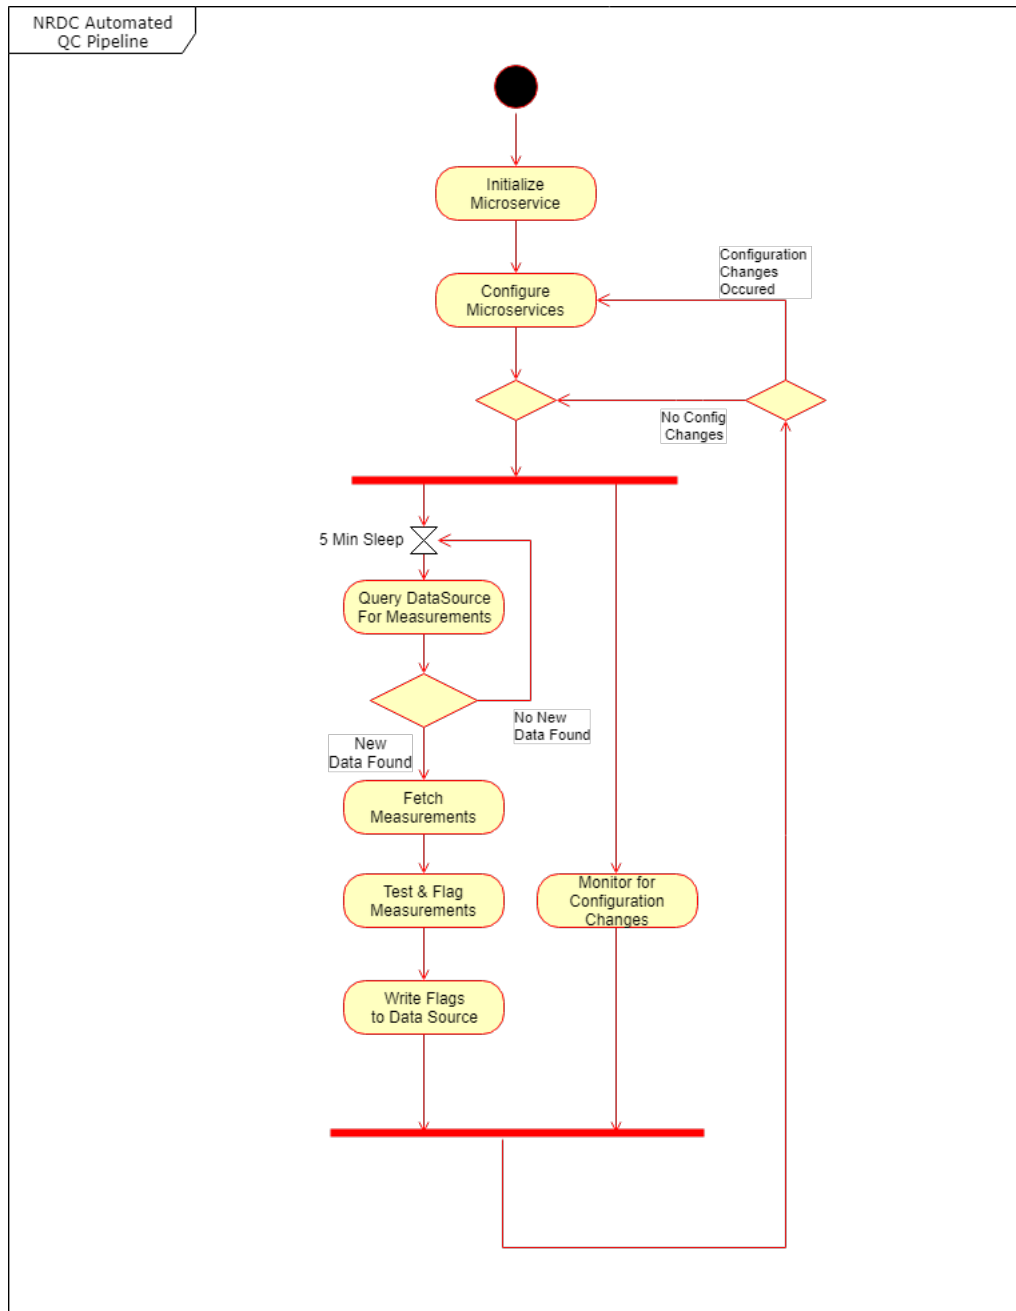 NRDC Automated
QC Pipeline
Initialize
Microservice
Configuration
Changes
Occured
Configure
Microservices
No Config
Changes
5 Min Sleep
Query DataSource
For Measurements
No New
Data Found
New
Data Found
Fetch
Measurements
Test & Flag
Measurements
Monitor for
Configuration
Changes
Write Flags
to Data Source